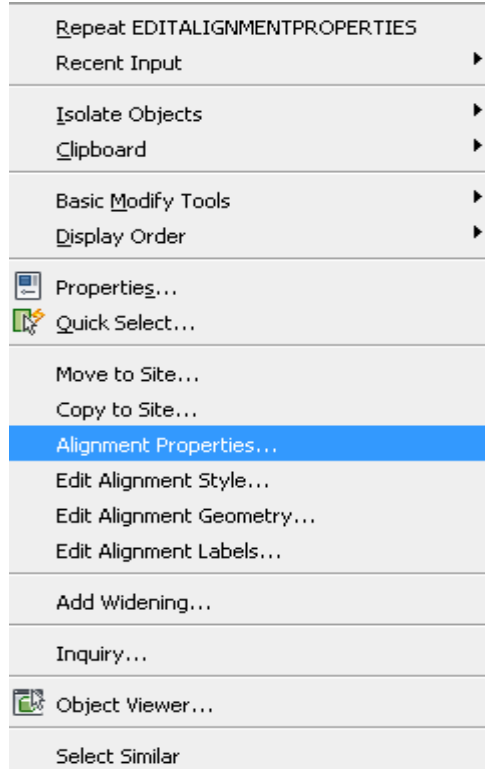 Repeat EDITALIGNMENTPROPERTIES
Recent Input
Isolate Objects
Clipboard
Basic Modify Tools
Display Order
Properties...
Quick Select...
Move to Site...
Copy to Site...
Alignment Properties...
Edit Alignment Style...
Edit Alignment Geometry...
Edit Alignment Labels...
Add Widening...
Inquiry...
Object Viewer...
Select Similar